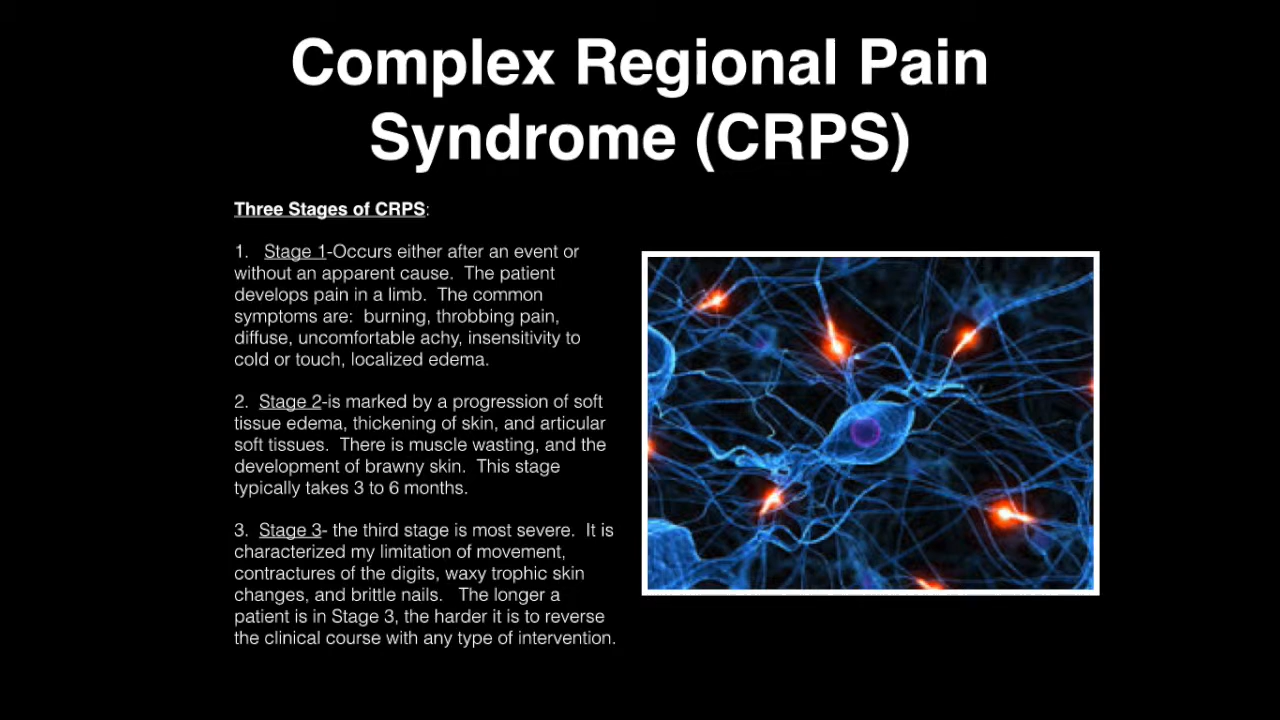 Complex Regional Pain
Syndrome (CRPS)
Three Stages of CRPS:
1. Stage 1-Occurs either after an event or
without an apparent cause. The patient
develops pain in a limb. The common
symptoms are: burning, throbbing pain,
diffuse, uncomfortable achy, insensitivity to
cold or touch, localized edema.
2. Stage 2-is marked by a progression of soft
tissue edema, thickening of skin, and articular
soft tissues. There is muscle wasting, and the
development of brawny skin. This stage
typically takes 3 to 6 months.
3. Stage 3- the third stage is most severe. It is
characterized my limitation of movement,
contractures of the digits, waxy trophic skin
changes, and brittle nails. The longer a
patient is in Stage 3, the harder it is to reverse
the clinical course with any type of intervention.